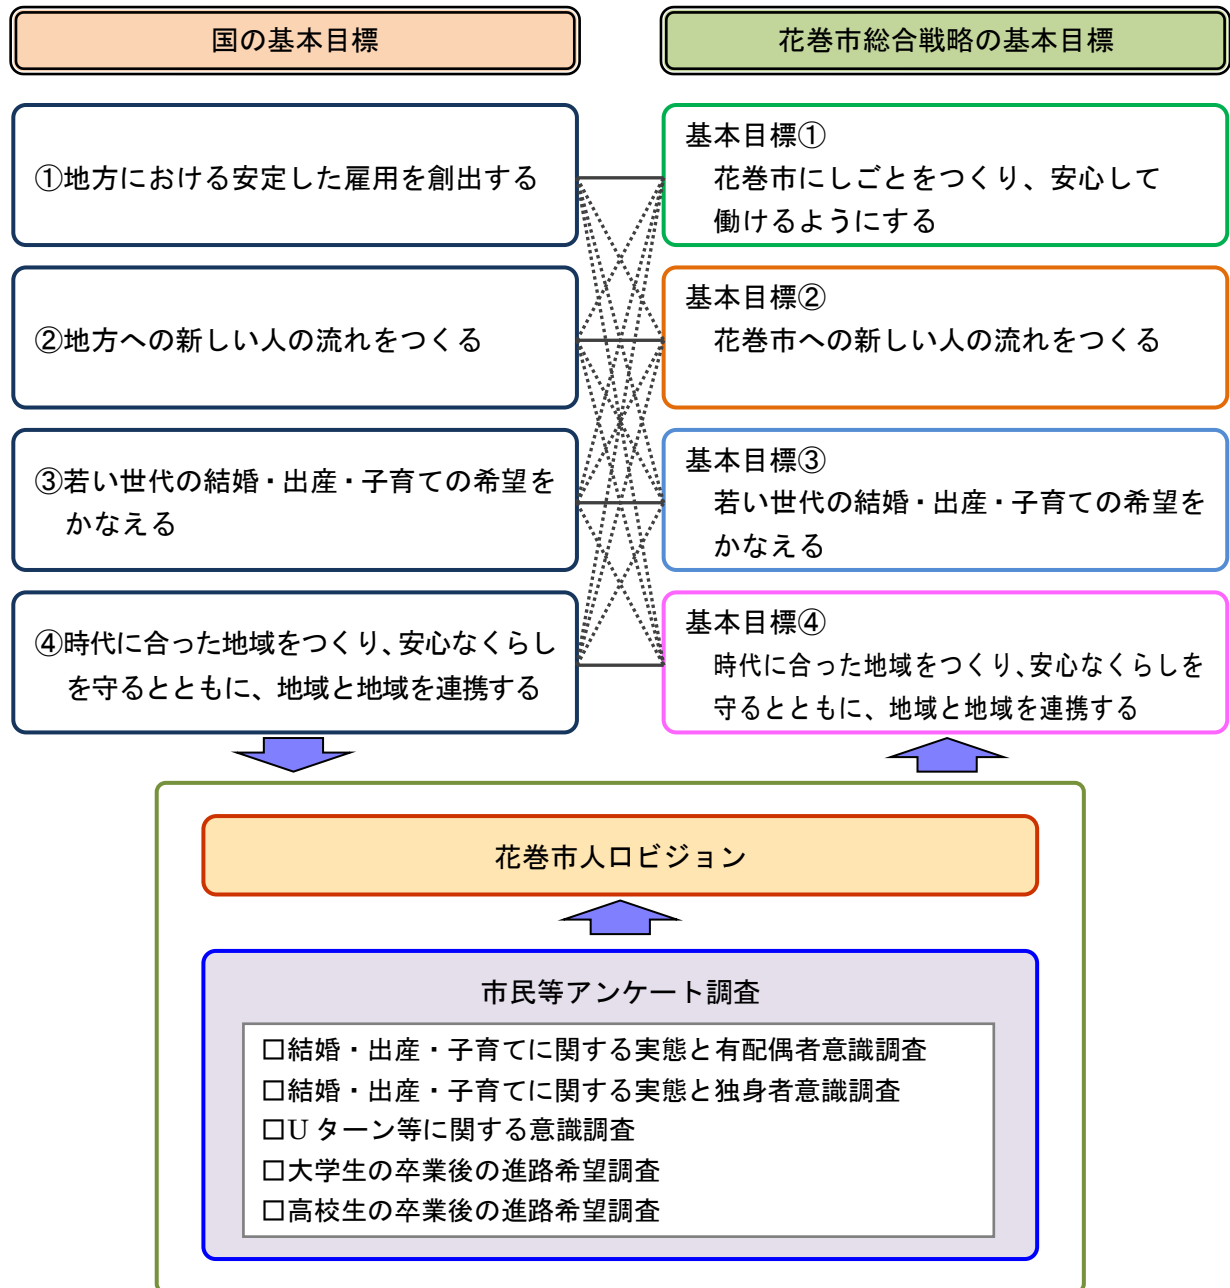 国の基本目標
花巻市総合戦略の基本目標
①地方における安定した雇用を創出する
②地方への新しい人の流れをつくる
③若い世代の結婚・出産・子育ての希望を
かなえる
④時代に合った地域をつくり、安心なくらし
を守るとともに、地域と地域を連携する
基本目標①
花巻市にしごとをつくり、安心して
働けるようにする
基本目標②
花巻市への新しい人の流れをつくる
基本目標③
若い世代の結婚・出産・子育ての希望を
かなえる
基本目標④
時代に合った地域をつくり、安心なくらしを
守るとともに、地域と地域を連携する
花巻市人口ビジョン
市民等アンケート調査
□結婚・出産・子育てに関する実態と有配偶者意識調査
□結婚・出産・子育てに関する実態と独身者意識調査
□Uターン等に関する意識調査
□大学生の卒業後の進路希望調査
□高校生の卒業後の進路希望調査